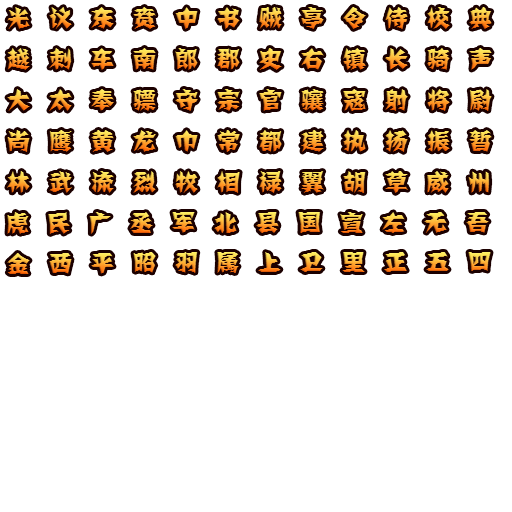 光议东赍中书贼亭令侍校典
越刺车南郎郡史右镇长骑声
大太奉骠守宗官骧寇射将尉
尚鹰黄龙巾常都建执扬振暂
林武流烈牧相禄翼胡草威州
虎民广丞军北县国宣左无吾
金西平昭羽属上卫里正五四